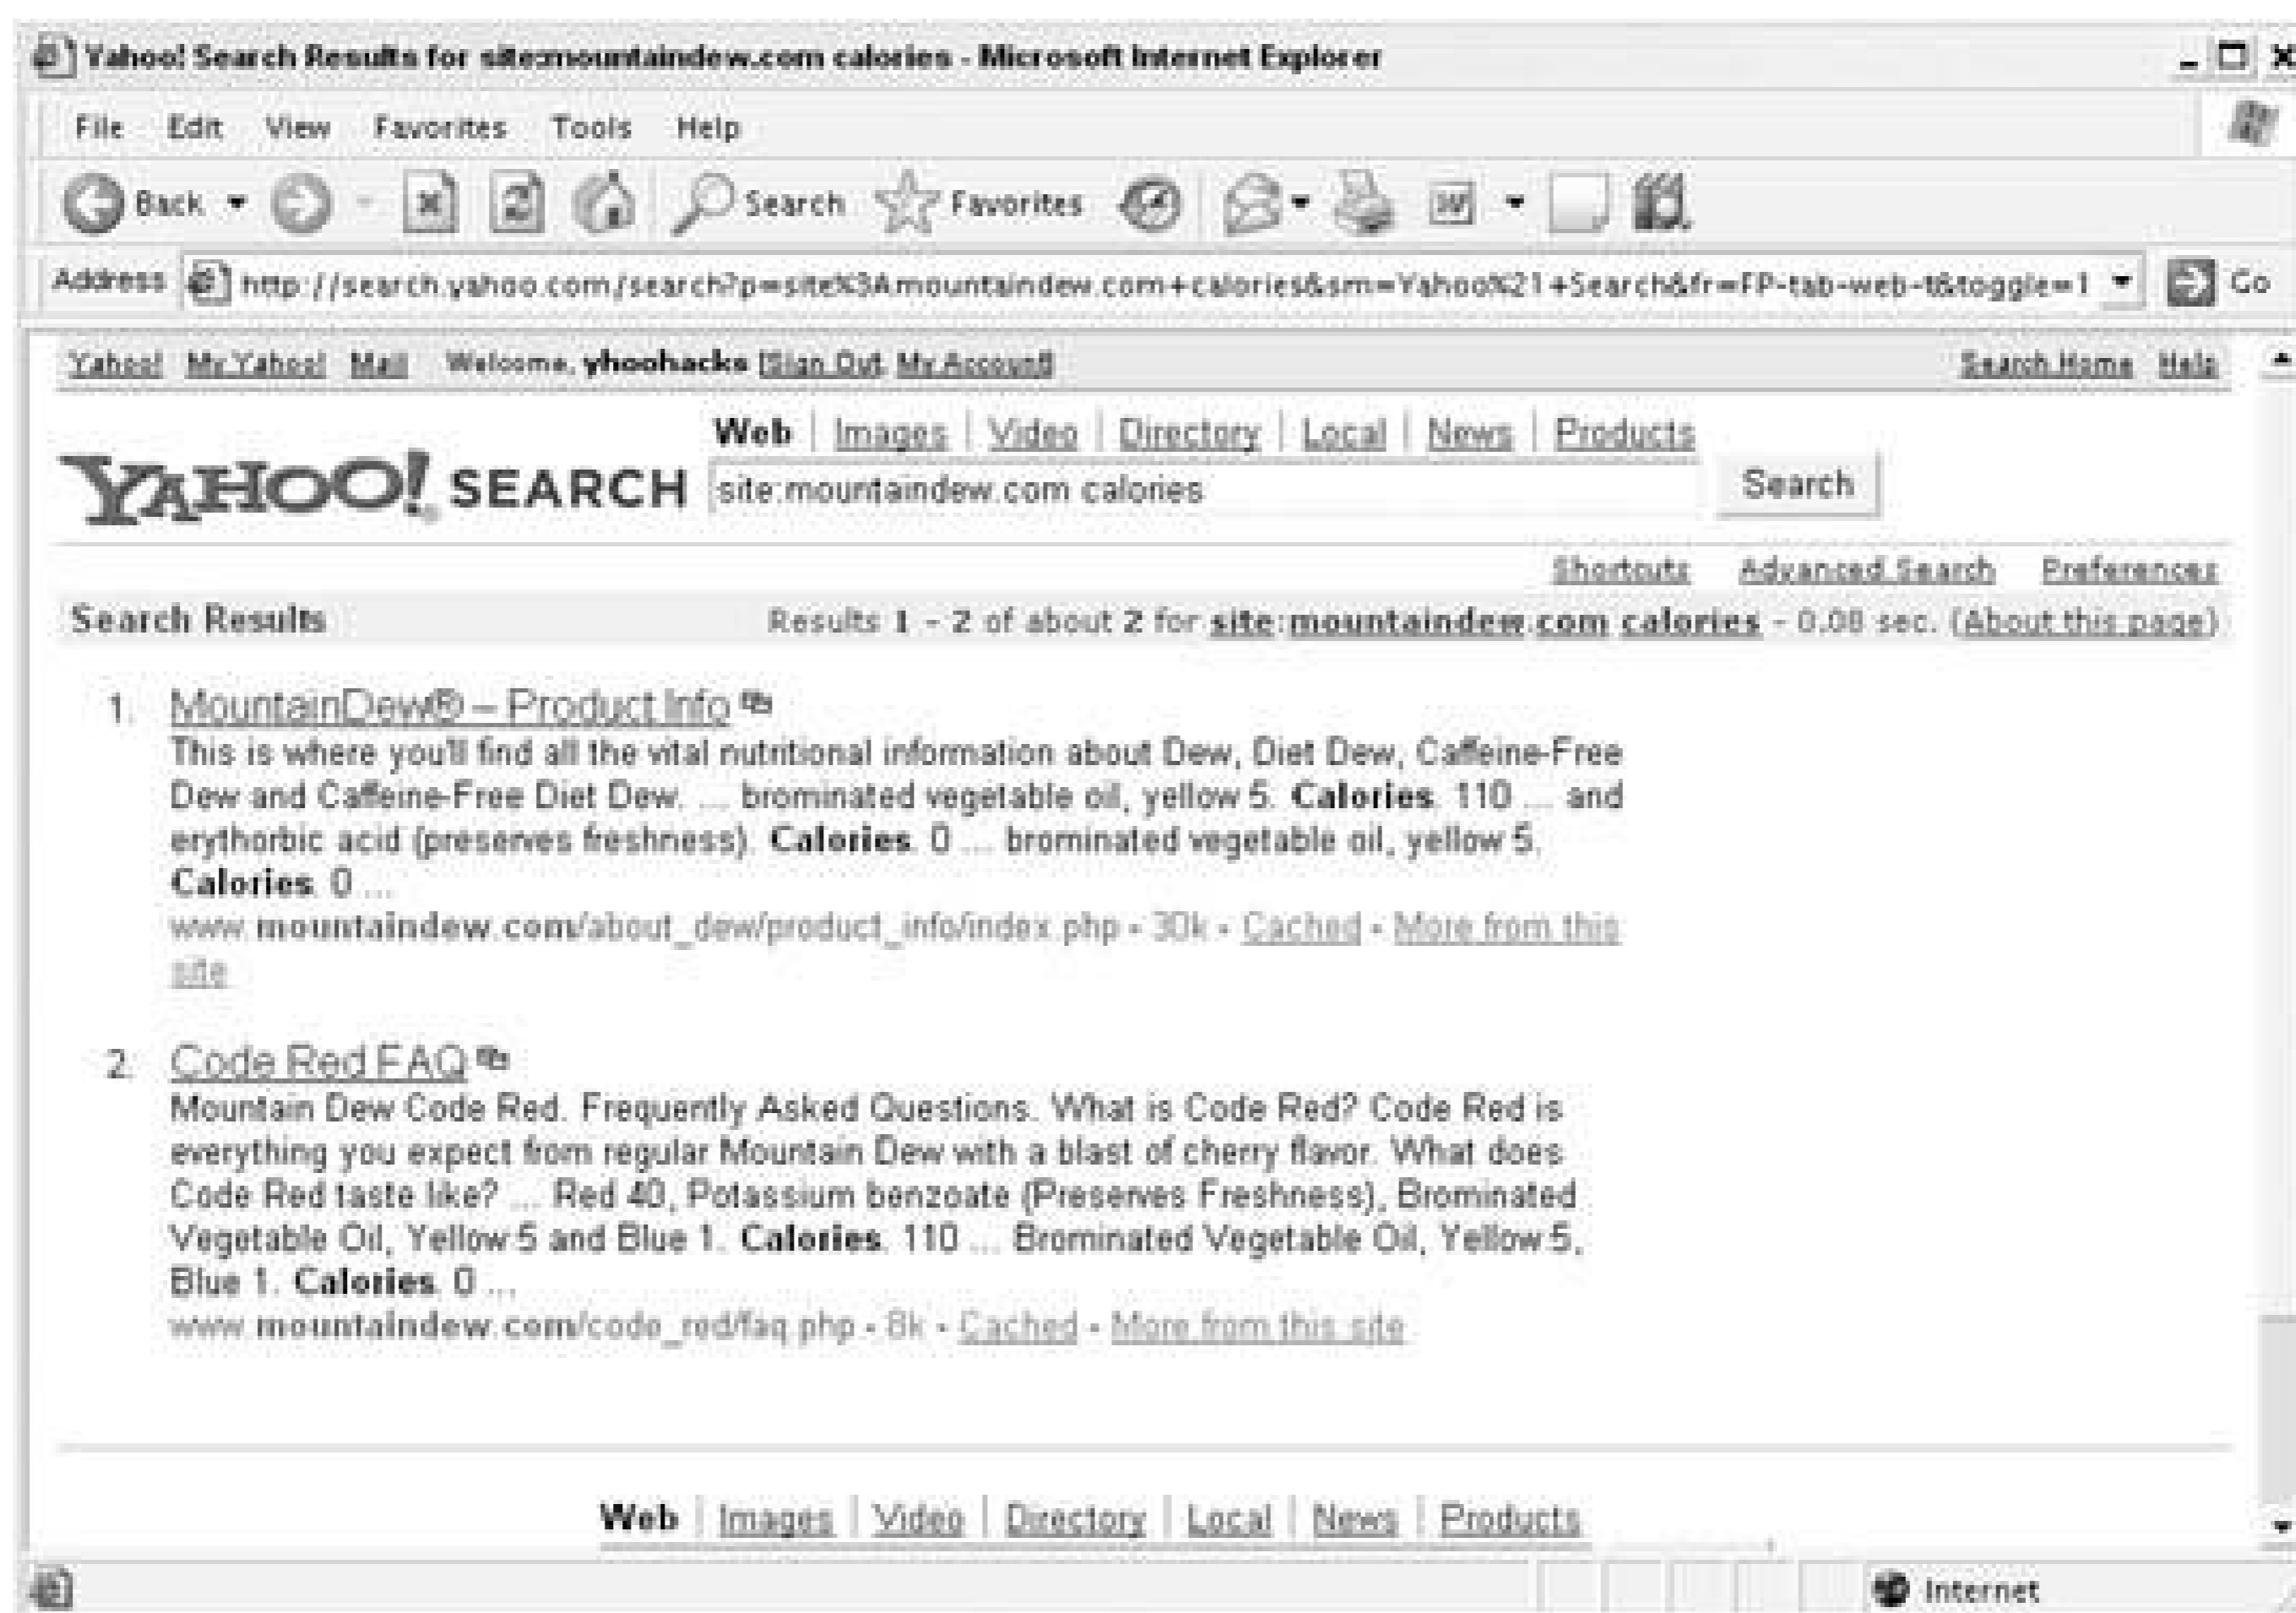 Yahoo! Search Results for site:mountaindew.com calories - Microsoft Internet Explorer
File Edit View Favorites Tools Help
Back Search Favorites
Address http://search.yahoo.com/search?p=site%3Amountaindew.com+calories&sm=Yahoo%21+Search&fr=FP-tab-web-t&toggle=1 Go
Yahoo! My Yahoo! Mail Welcome, yhoohacks [Sign Out, My Account] Search Home Help
Web | Images | Video | Directory | Local | News | Products
YAHOO! SEARCH site:mountaindew.com calories Search
Shortcuts Advanced Search Preferences
Search Results Results 1 - 2 of about 2 for site:mountaindew.com calories - 0.08 sec. (About this page)
1. MountainDew® – Product Info
This is where you'll find all the vital nutritional information about Dew, Diet Dew, Caffeine-Free
Dew and Caffeine-Free Diet Dew. ... brominated vegetable oil, yellow 5. Calories. 110 ... and
erythorbic acid (preserves freshness). Calories. 0 ... brominated vegetable oil, yellow 5.
Calories. 0 ...
www.mountaindew.com/about_dew/product_info/index.php - 30k - Cached - More from this
site
2. Code Red FAQ
Mountain Dew Code Red. Frequently Asked Questions. What is Code Red? Code Red is
everything you expect from regular Mountain Dew with a blast of cherry flavor. What does
Code Red taste like? ... Red 40, Potassium benzoate (Preserves Freshness), Brominated
Vegetable Oil, Yellow 5 and Blue 1. Calories. 110 ... Brominated Vegetable Oil, Yellow 5,
Blue 1. Calories. 0 ...
www.mountaindew.com/code_red/faq.php - 8k - Cached - More from this site
Web | Images | Video | Directory | Local | News | Products
Internet